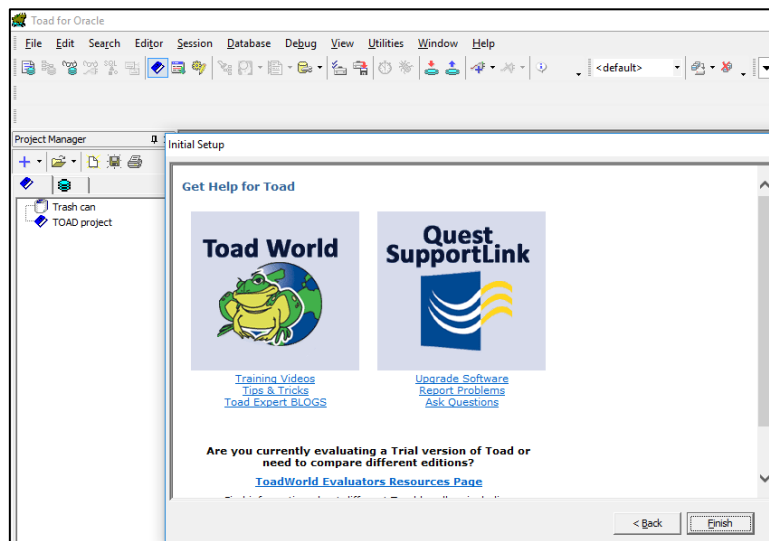 Toad for Oracle
File Edit Search Editor Session Database Debug View Utilities Window Help
<default>
Project Manager
Trash can
TOAD project
Initial Setup
Get Help for Toad
Toad World
Training Videos
Tips & Tricks
Toad Expert BLOGS
Quest
SupportLink
Upgrade Software
Report Problems
Ask Questions
Are you currently evaluating a Trial version of Toad or
need to compare different editions?
ToadWorld Evaluators Resources Page
< Back
Finish